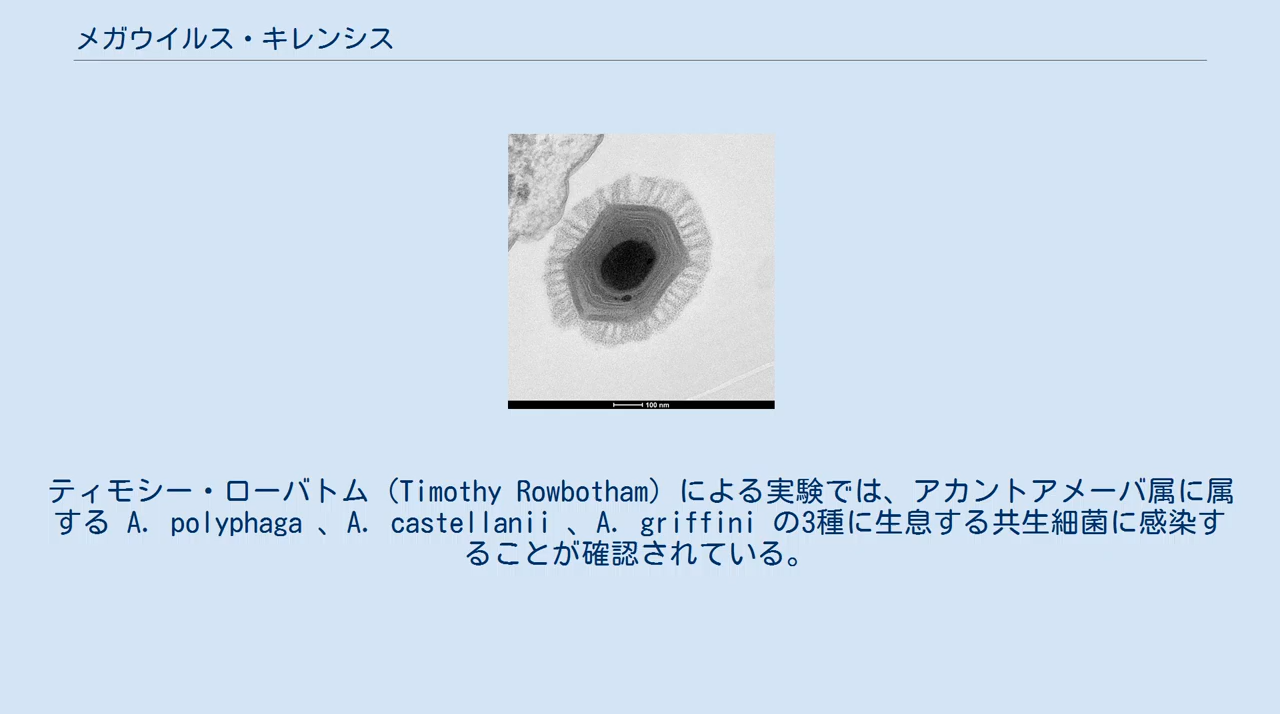 メガウイルス・キレンシス
100 nm
ティモシー・ローバトム（Timothy Rowbotham）による実験では、アカントアメーバ属に属
する A. polyphaga 、A. castellanii 、A. griffini の3種に生息する共生細菌に感染す
ることが確認されている。